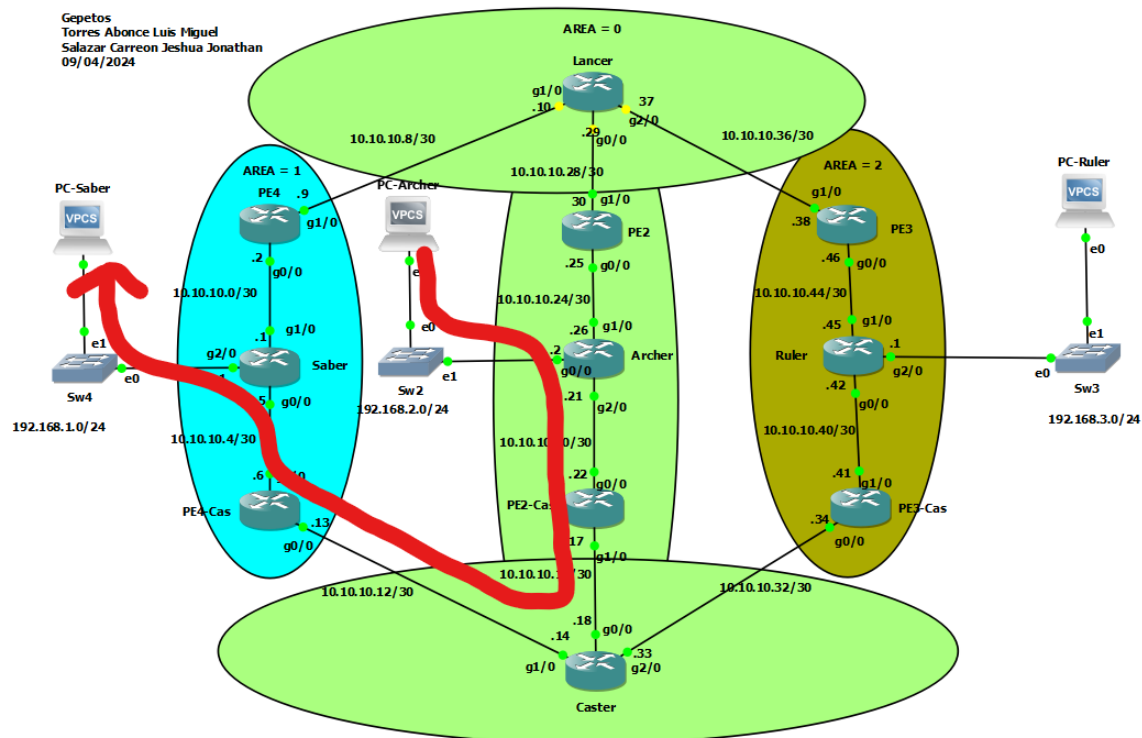 Gepetos
Torres Abonce Luis Miguel
Salazar Carreon Jeshua Jonathan
09/04/2024
AREA = 0
Lancer
g1/0
.10
.29
g0/0
37
g2/0
10.10.10.8/30
10.10.10.28/30
10.10.10.36/30
PC-Saber
VPCS
AREA = 1
PE4
.9
g1/0
.2
g0/0
10.10.10.0/30
.1
g1/0
g2/0
Saber
e1
e0
Sw4
192.168.1.0/24
g0/0
10.10.10.4/30
.6
PE4-Cas
.13
g0/0
PC-Archer
VPCS
e0
e1
Sw2
192.168.2.0/24
30
g1/0
PE2
.25
g0/0
10.10.10.24/30
.26
g1/0
.2
g0/0
Archer
.21
g2/0
.22
g0/0
PE2-Cas
17
g1/0
AREA = 2
g1/0
.38
PE3
.46
g0/0
10.10.10.44/30
.45
g1/0
Ruler
.1
g2/0
.42
g0/0
10.10.10.40/30
.41
g1/0
PE3-Cas
.34
g0/0
PC-Ruler
VPCS
e0
e1
e0
Sw3
192.168.3.0/24
10.10.10.12/30
10.10.10.32/30
.18
g0/0
.14
g1/0
.33
g2/0
Caster